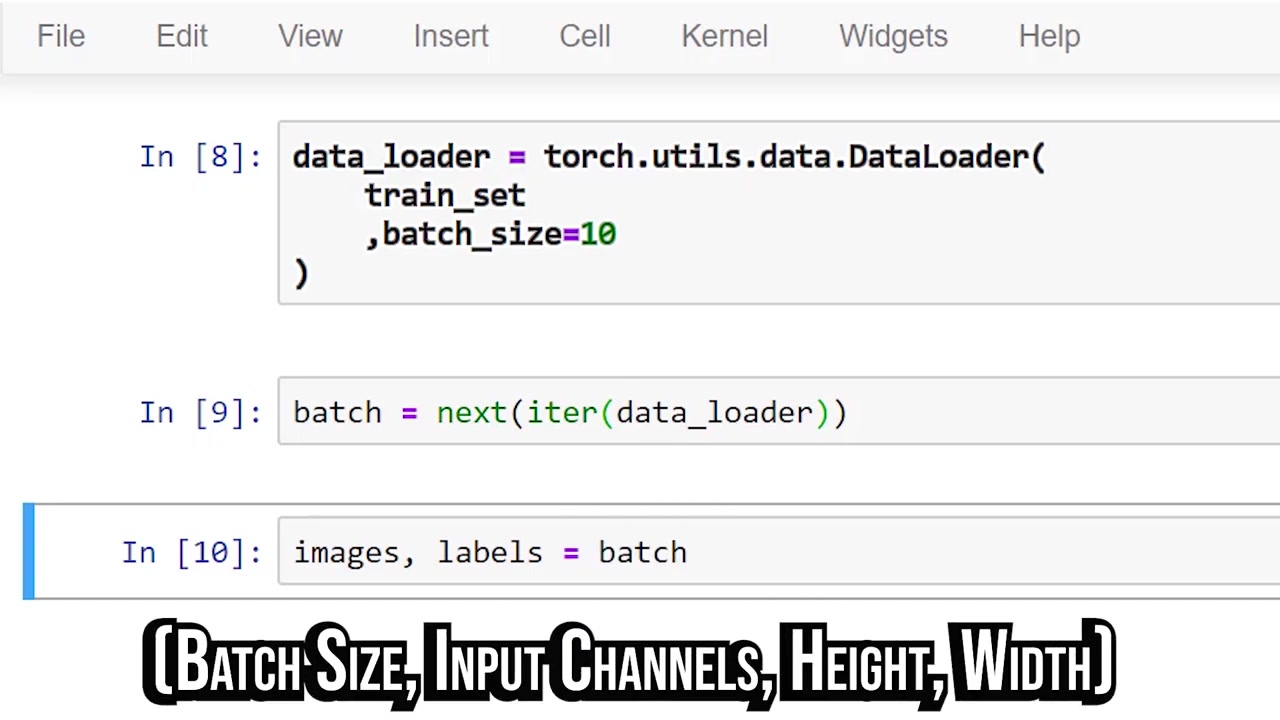 File Edit View Insert Cell Kernel Widgets Help
In [8]: data_loader = torch.utils.data.DataLoader(
train_set
,batch_size=10
)
In [9]: batch = next(iter(data_loader))
In [10]: images, labels = batch
(Batch Size, Input Channels, Height, Width)